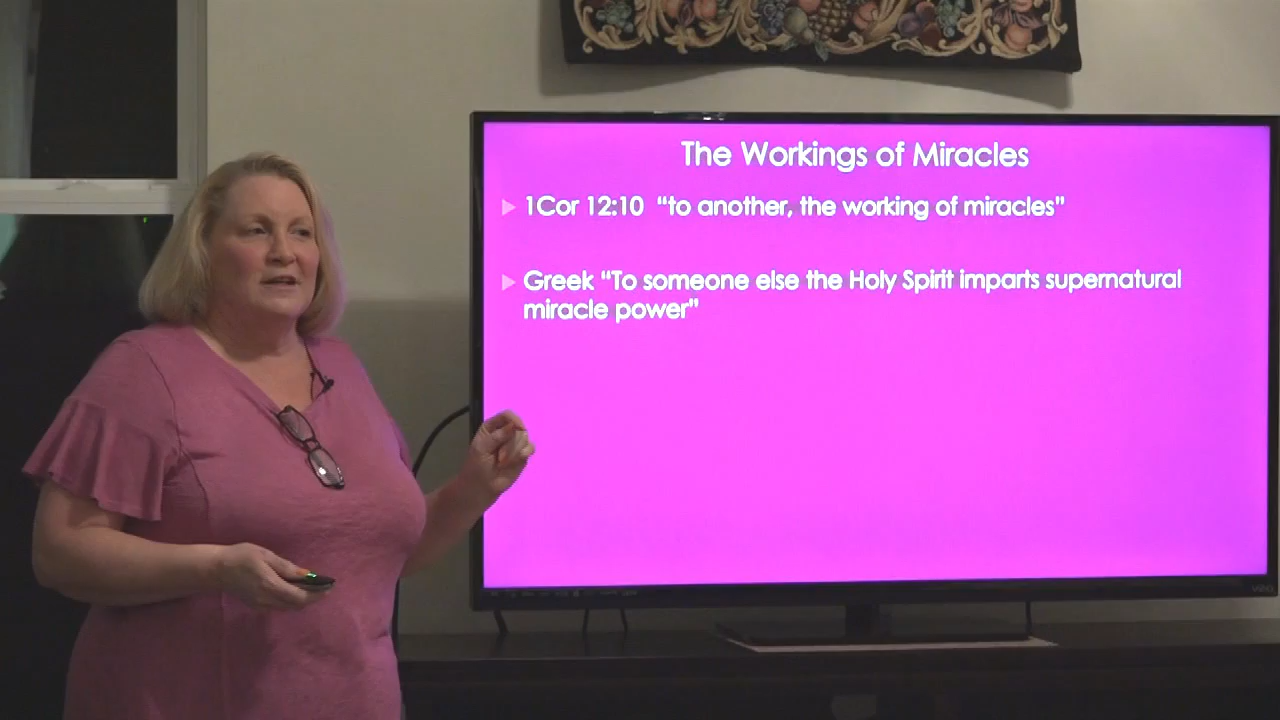 The Workings of Miracles
1Cor 12:10 “to another, the working of miracles”
Greek “To someone else the Holy Spirit imparts supernatural
miracle power”
VIZIO